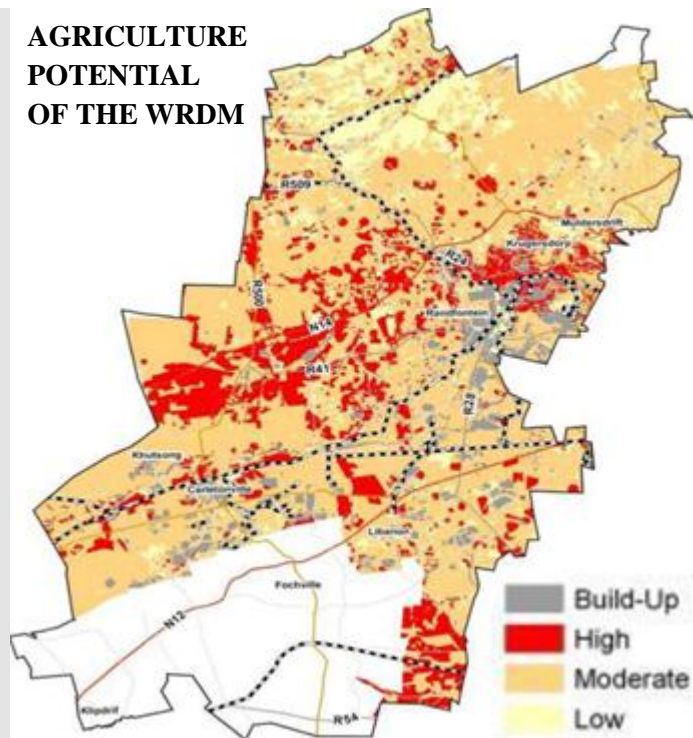 AGRICULTURE
POTENTIAL
OF THE WRDM
R509
Muldersdrift
Krugersdorp
R24
R500
Randfontein
N14
R41
R28
Khutsong
Carletonville
Libanon
Fochville
N12
Klipdrif
R54
Build-Up
High
Moderate
Low